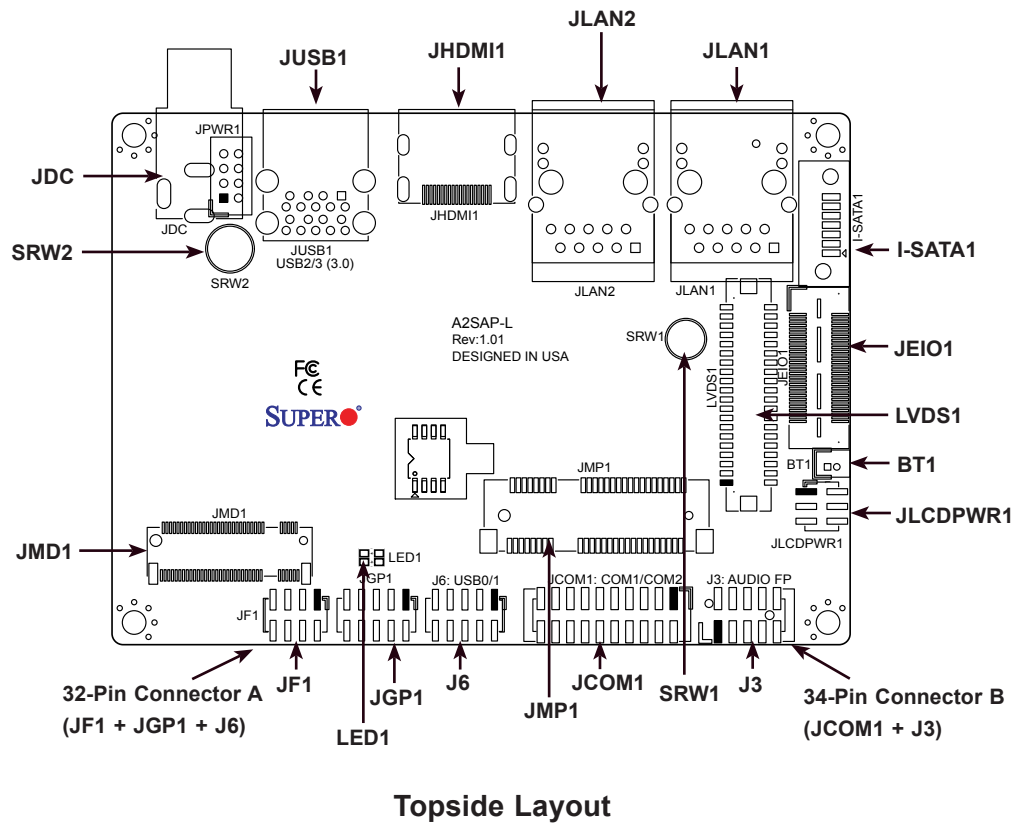 JLAN2
JUSB1
JHDMI1
JLAN1
JPWR1
JDC
JDC
JHDMI1
JUSB1
USB2/3 (3.0)
I-SATA1
I-SATA1
SRW2
SRW2
JLAN2
JLAN1
A2SAP-L
Rev:1.01
DESIGNED IN USA
SRW1
JEIO1
JEIO1
FC
CE
LVDS1
LVDS1
SUPER
BT1
BT1
JMP1
JLCDPWR1
JLCDPWR1
JMD1
JMD1
LED1
JGP1
J6: USB0/1
JCOM1: COM1/COM2
J3: AUDIO FP
JF1
32-Pin Connector A
(JF1 + JGP1 + J6)
JF1
JGP1
J6
JCOM1
SRW1
J3
34-Pin Connector B
(JCOM1 + J3)
JMP1
LED1
Topside Layout